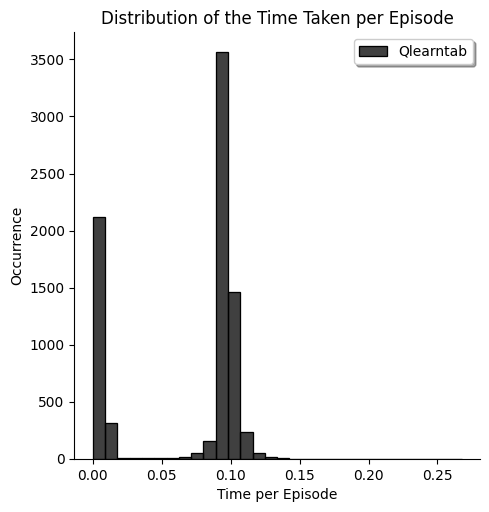 Distribution of the Time Taken per Episode
Qlearntab
3500
3000
2500
2000
1500
1000
500
0
Occurrence
0.00 0.05 0.10 0.15 0.20 0.25
Time per Episode